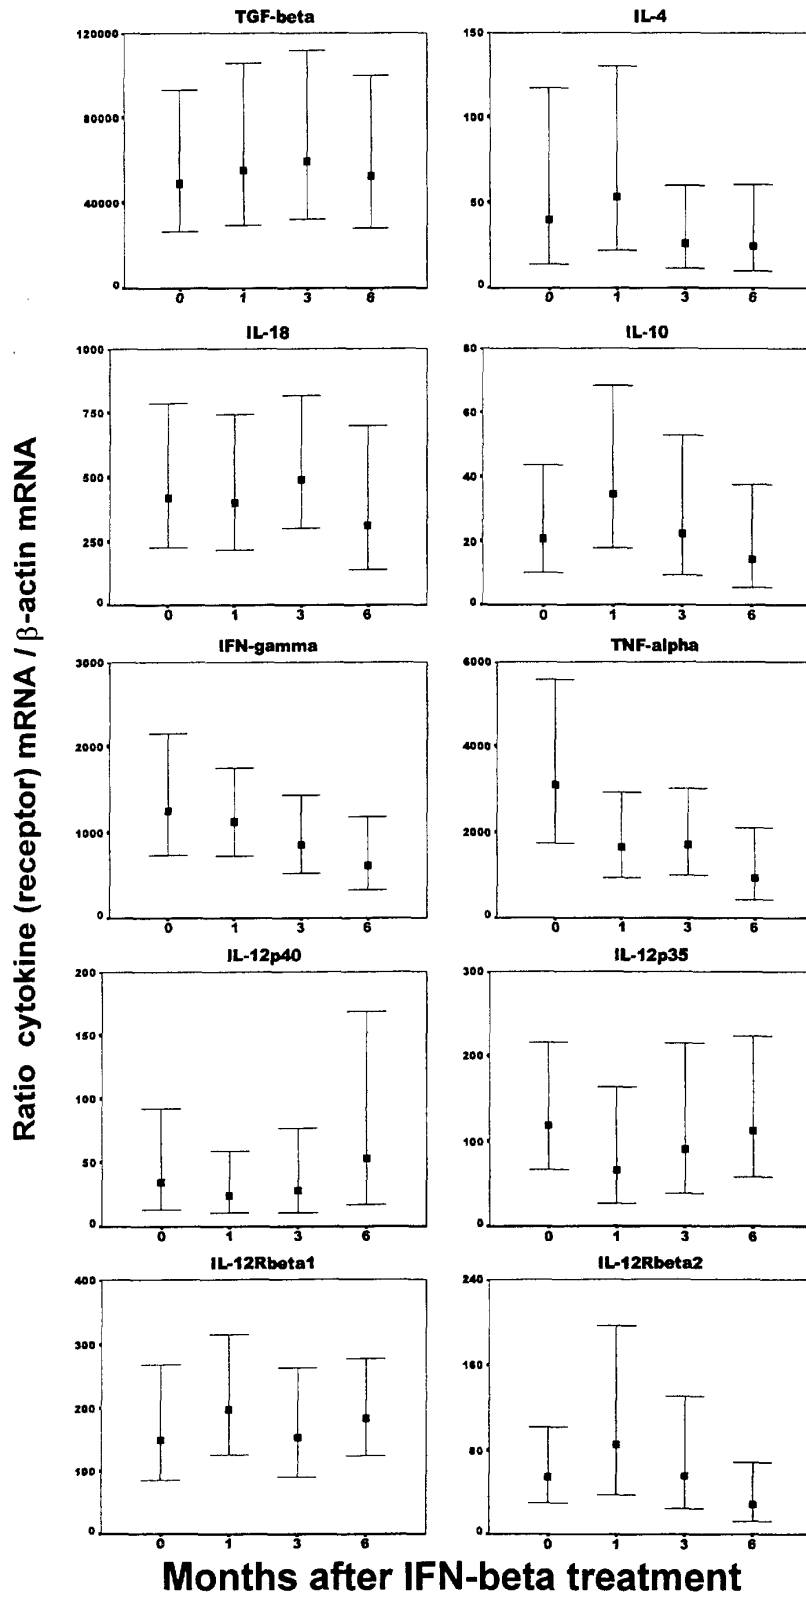 TGF-beta
120000
80000
40000
0
0 1 3 6
IL-4
150
100
50
0
0 1 3 6
IL-18
1000
750
500
250
0
0 1 3 6
IL-10
80
60
40
20
0
0 1 3 6
IFN-gamma
3000
2000
1000
0
0 1 3 6
TNF-alpha
6000
4000
2000
0
0 1 3 6
IL-12p40
200
150
100
50
0
0 1 3 6
IL-12p35
300
200
100
0
0 1 3 6
IL-12Rbeta1
400
300
200
100
0
0 1 3 6
IL-12Rbeta2
240
160
80
0
0 1 3 6
Ratio cytokine (receptor) mRNA / β-actin mRNA
Months after IFN-beta treatment